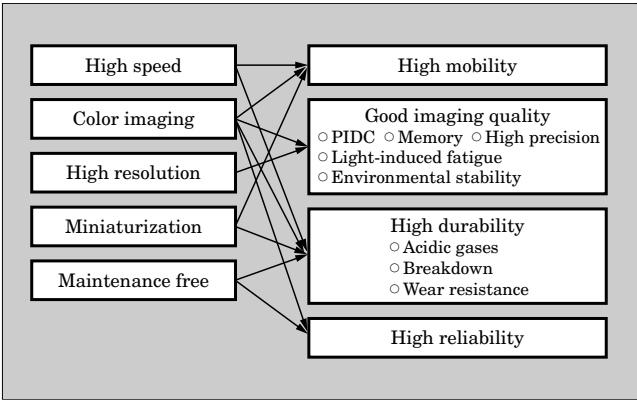 High speed
Color imaging
High resolution
Miniaturization
Maintenance free
High mobility
Good imaging quality
○ PIDC ○ Memory ○ High precision
○ Light-induced fatigue
○ Environmental stability
High durability
○ Acidic gases
○ Breakdown
○ Wear resistance
High reliability